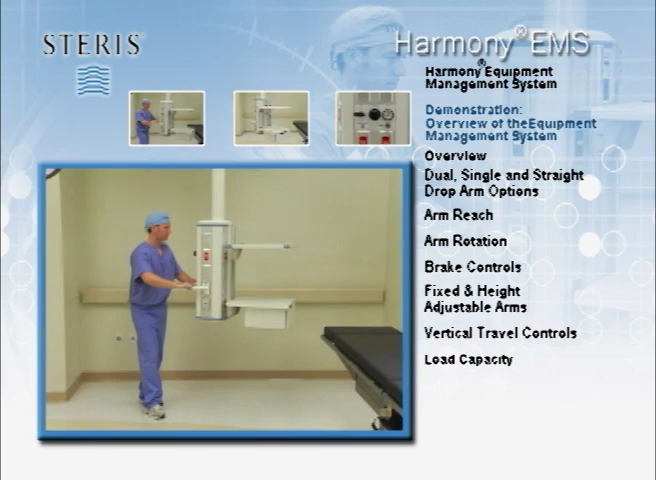 STERIS
Harmony® EMS
Harmony® Equipment
Management System
Demonstration:
Overview of theEquipment
Management System
Overview
Dual, Single and Straight
Drop Arm Options
Arm Reach
Arm Rotation
Brake Controls
Fixed & Height
Adjustable Arms
Vertical Travel Controls
Load Capacity